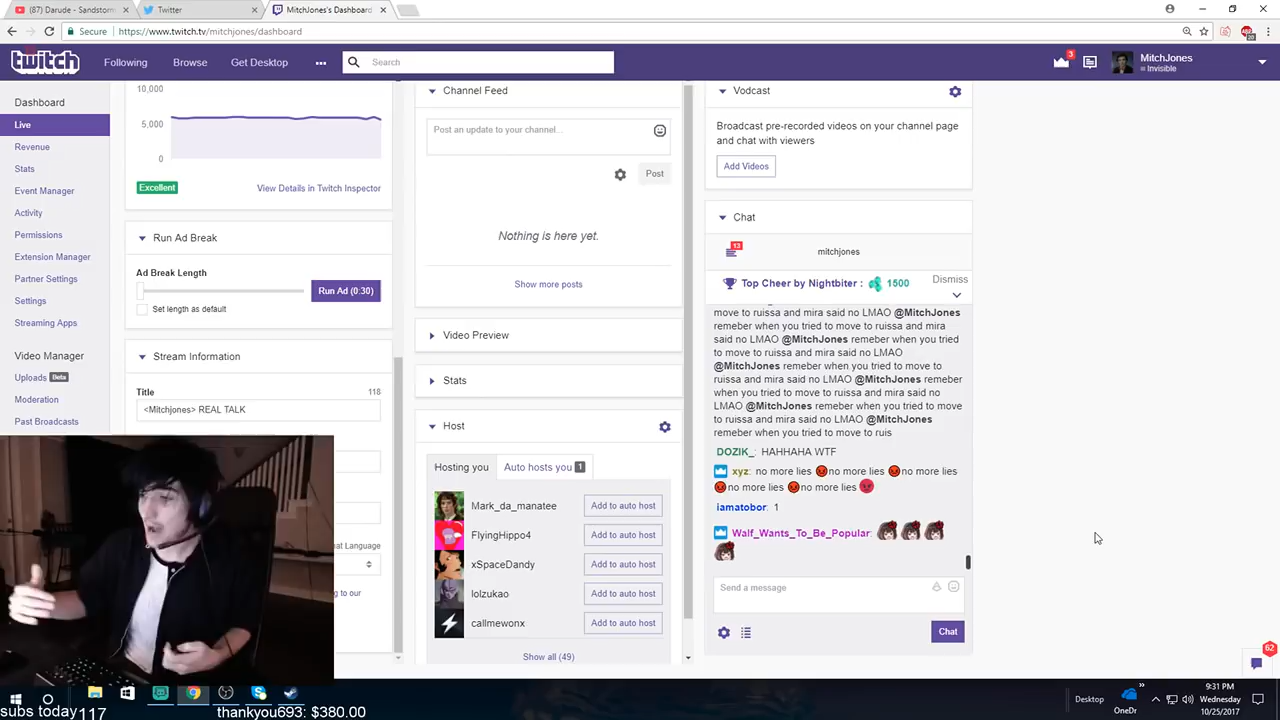 (87) Darude - Sandstorm
Twitter
MitchJones's Dashboard
Secure
https://www.twitch.tv/mitchjones/dashboard
twitch
Following
Browse
Get Desktop
Search
3
MitchJones
Invisible
Dashboard
Live
Revenue
Stats
Event Manager
Activity
Permissions
Extension Manager
Partner Settings
Settings
Streaming Apps
Video Manager
Uploads Beta
Moderation
Past Broadcasts
10,000
5,000
0
Excellent
View Details in Twitch Inspector
Run Ad Break
Ad Break Length
Run Ad (0:30)
Set length as default
Stream Information
Title
118
<Mitchjones> REAL TALK
Language
to our
Channel Feed
Post an update to your channel...
Post
Nothing is here yet.
Show more posts
Video Preview
Stats
Host
Hosting you
Auto hosts you 1
Mark_da_manatee
Add to auto host
FlyingHippo4
Add to auto host
xSpaceDandy
Add to auto host
lolzukao
Add to auto host
callmewonx
Add to auto host
Show all (49)
Vodcast
Broadcast pre-recorded videos on your channel page
and chat with viewers
Add Videos
Chat
13
mitchjones
Top Cheer by Nightbiter : 1500
Dismiss
move to ruissa and mira said no LMAO @MitchJones
remeber when you tried to move to ruissa and mira
said no LMAO @MitchJones remeber when you tried
to move to ruissa and mira said no LMAO
@MitchJones remeber when you tried to move to
ruissa and mira said no LMAO @MitchJones remeber
when you tried to move to ruissa and mira said no
LMAO @MitchJones remeber when you tried to move
to ruissa and mira said no LMAO @MitchJones
remeber when you tried to move to ruis
DOZIK_: HAHHAHA WTF
xyz: no more lies no more lies no more lies
no more lies no more lies
iamatobor: 1
Walf_Wants_To_Be_Popular:
Send a message
Chat
62
subs today 117
thankyou693: $380.00
Desktop
OneDr
9:31 PM
Wednesday
10/25/2017